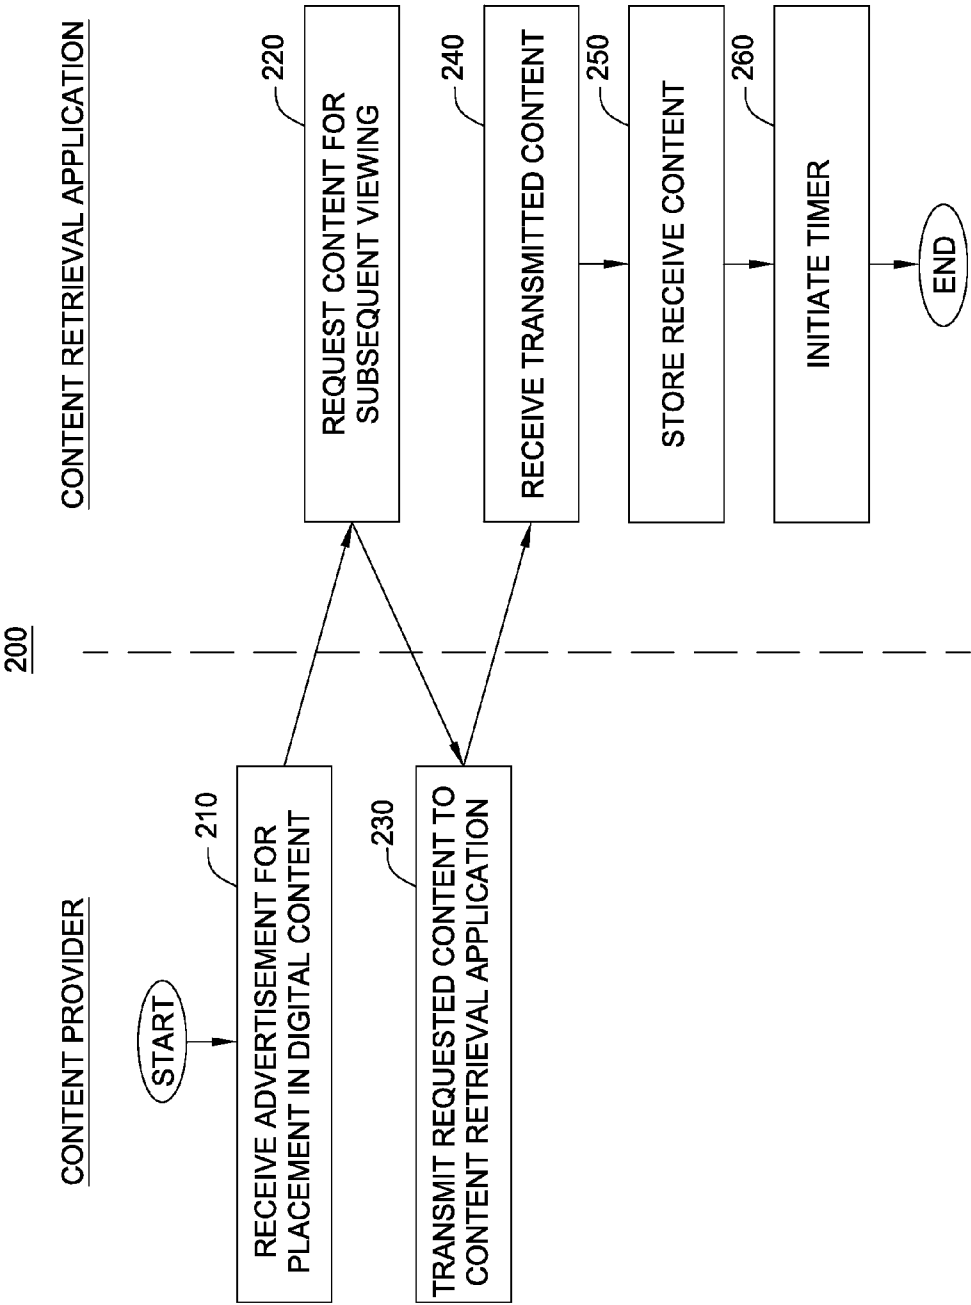 200
CONTENT PROVIDER
CONTENT RETRIEVAL APPLICATION
START
210
RECEIVE ADVERTISEMENT FOR
PLACEMENT IN DIGITAL CONTENT
220
REQUEST CONTENT FOR
SUBSEQUENT VIEWING
230
TRANSMIT REQUESTED CONTENT TO
CONTENT RETRIEVAL APPLICATION
240
RECEIVE TRANSMITTED CONTENT
250
STORE RECEIVE CONTENT
260
INITIATE TIMER
END